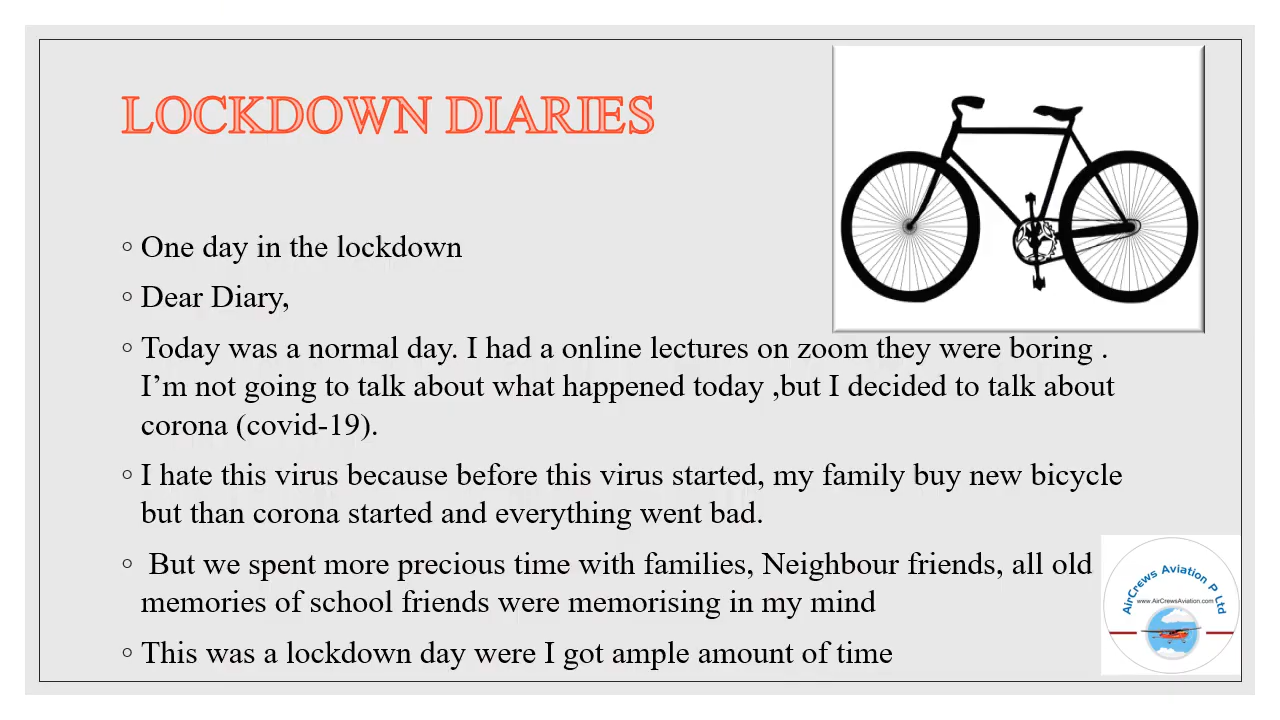 LOCKDOWN DIARIES
◦ One day in the lockdown
◦ Dear Diary,
◦ Today was a normal day. I had a online lectures on zoom they were boring .
I’m not going to talk about what happened today ,but I decided to talk about
corona (covid-19).
◦ I hate this virus because before this virus started, my family buy new bicycle
but than corona started and everything went bad.
◦ But we spent more precious time with families, Neighbour friends, all old
memories of school friends were memorising in my mind
◦ This was a lockdown day were I got ample amount of time
AirCrews Aviation P Ltd
www.AirCrewsAviation.com